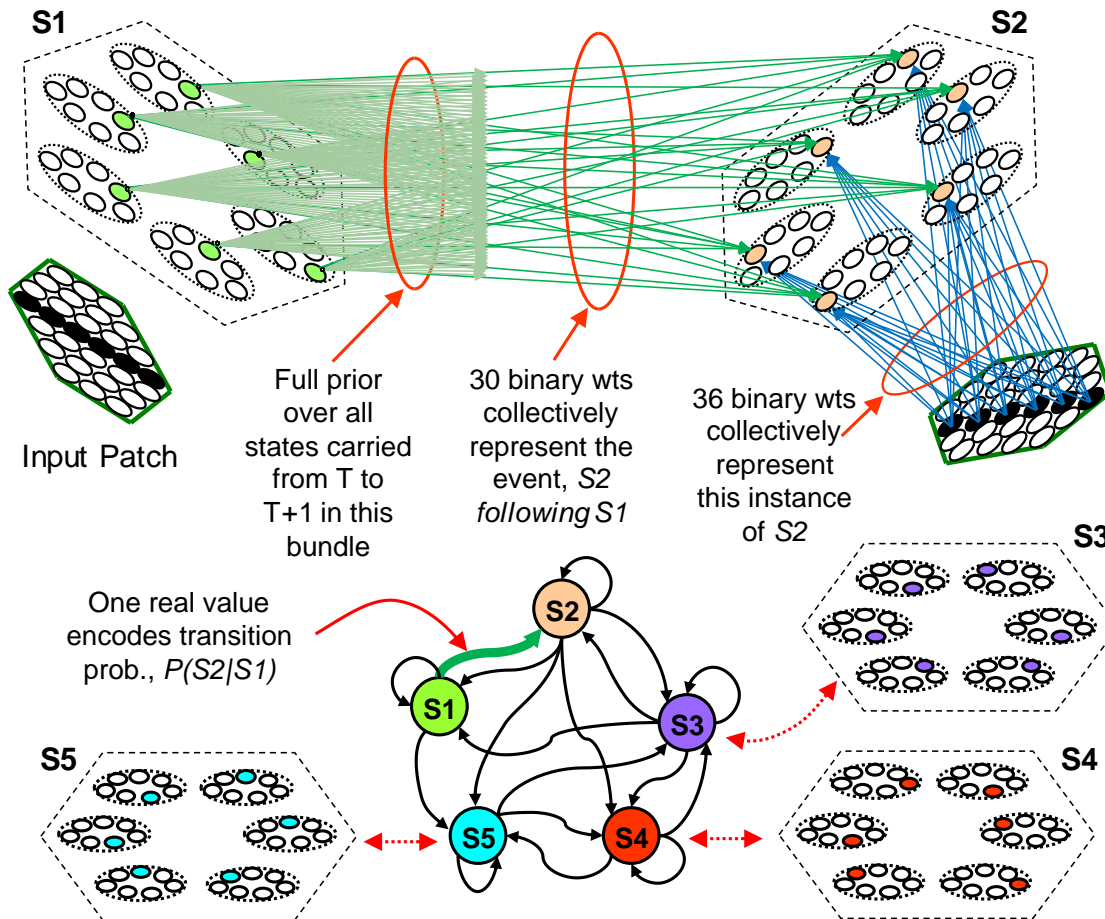 S1
S2
Input Patch
Full prior
over all
states carried
from T to
T+1 in this
bundle
30 binary wts
collectively
represent the
event, S2
following S1
36 binary wts
collectively
represent
this instance
of S2
One real value
encodes transition
prob., P(S2|S1)
S2
S1
S3
S5
S4
S3
S4
S5